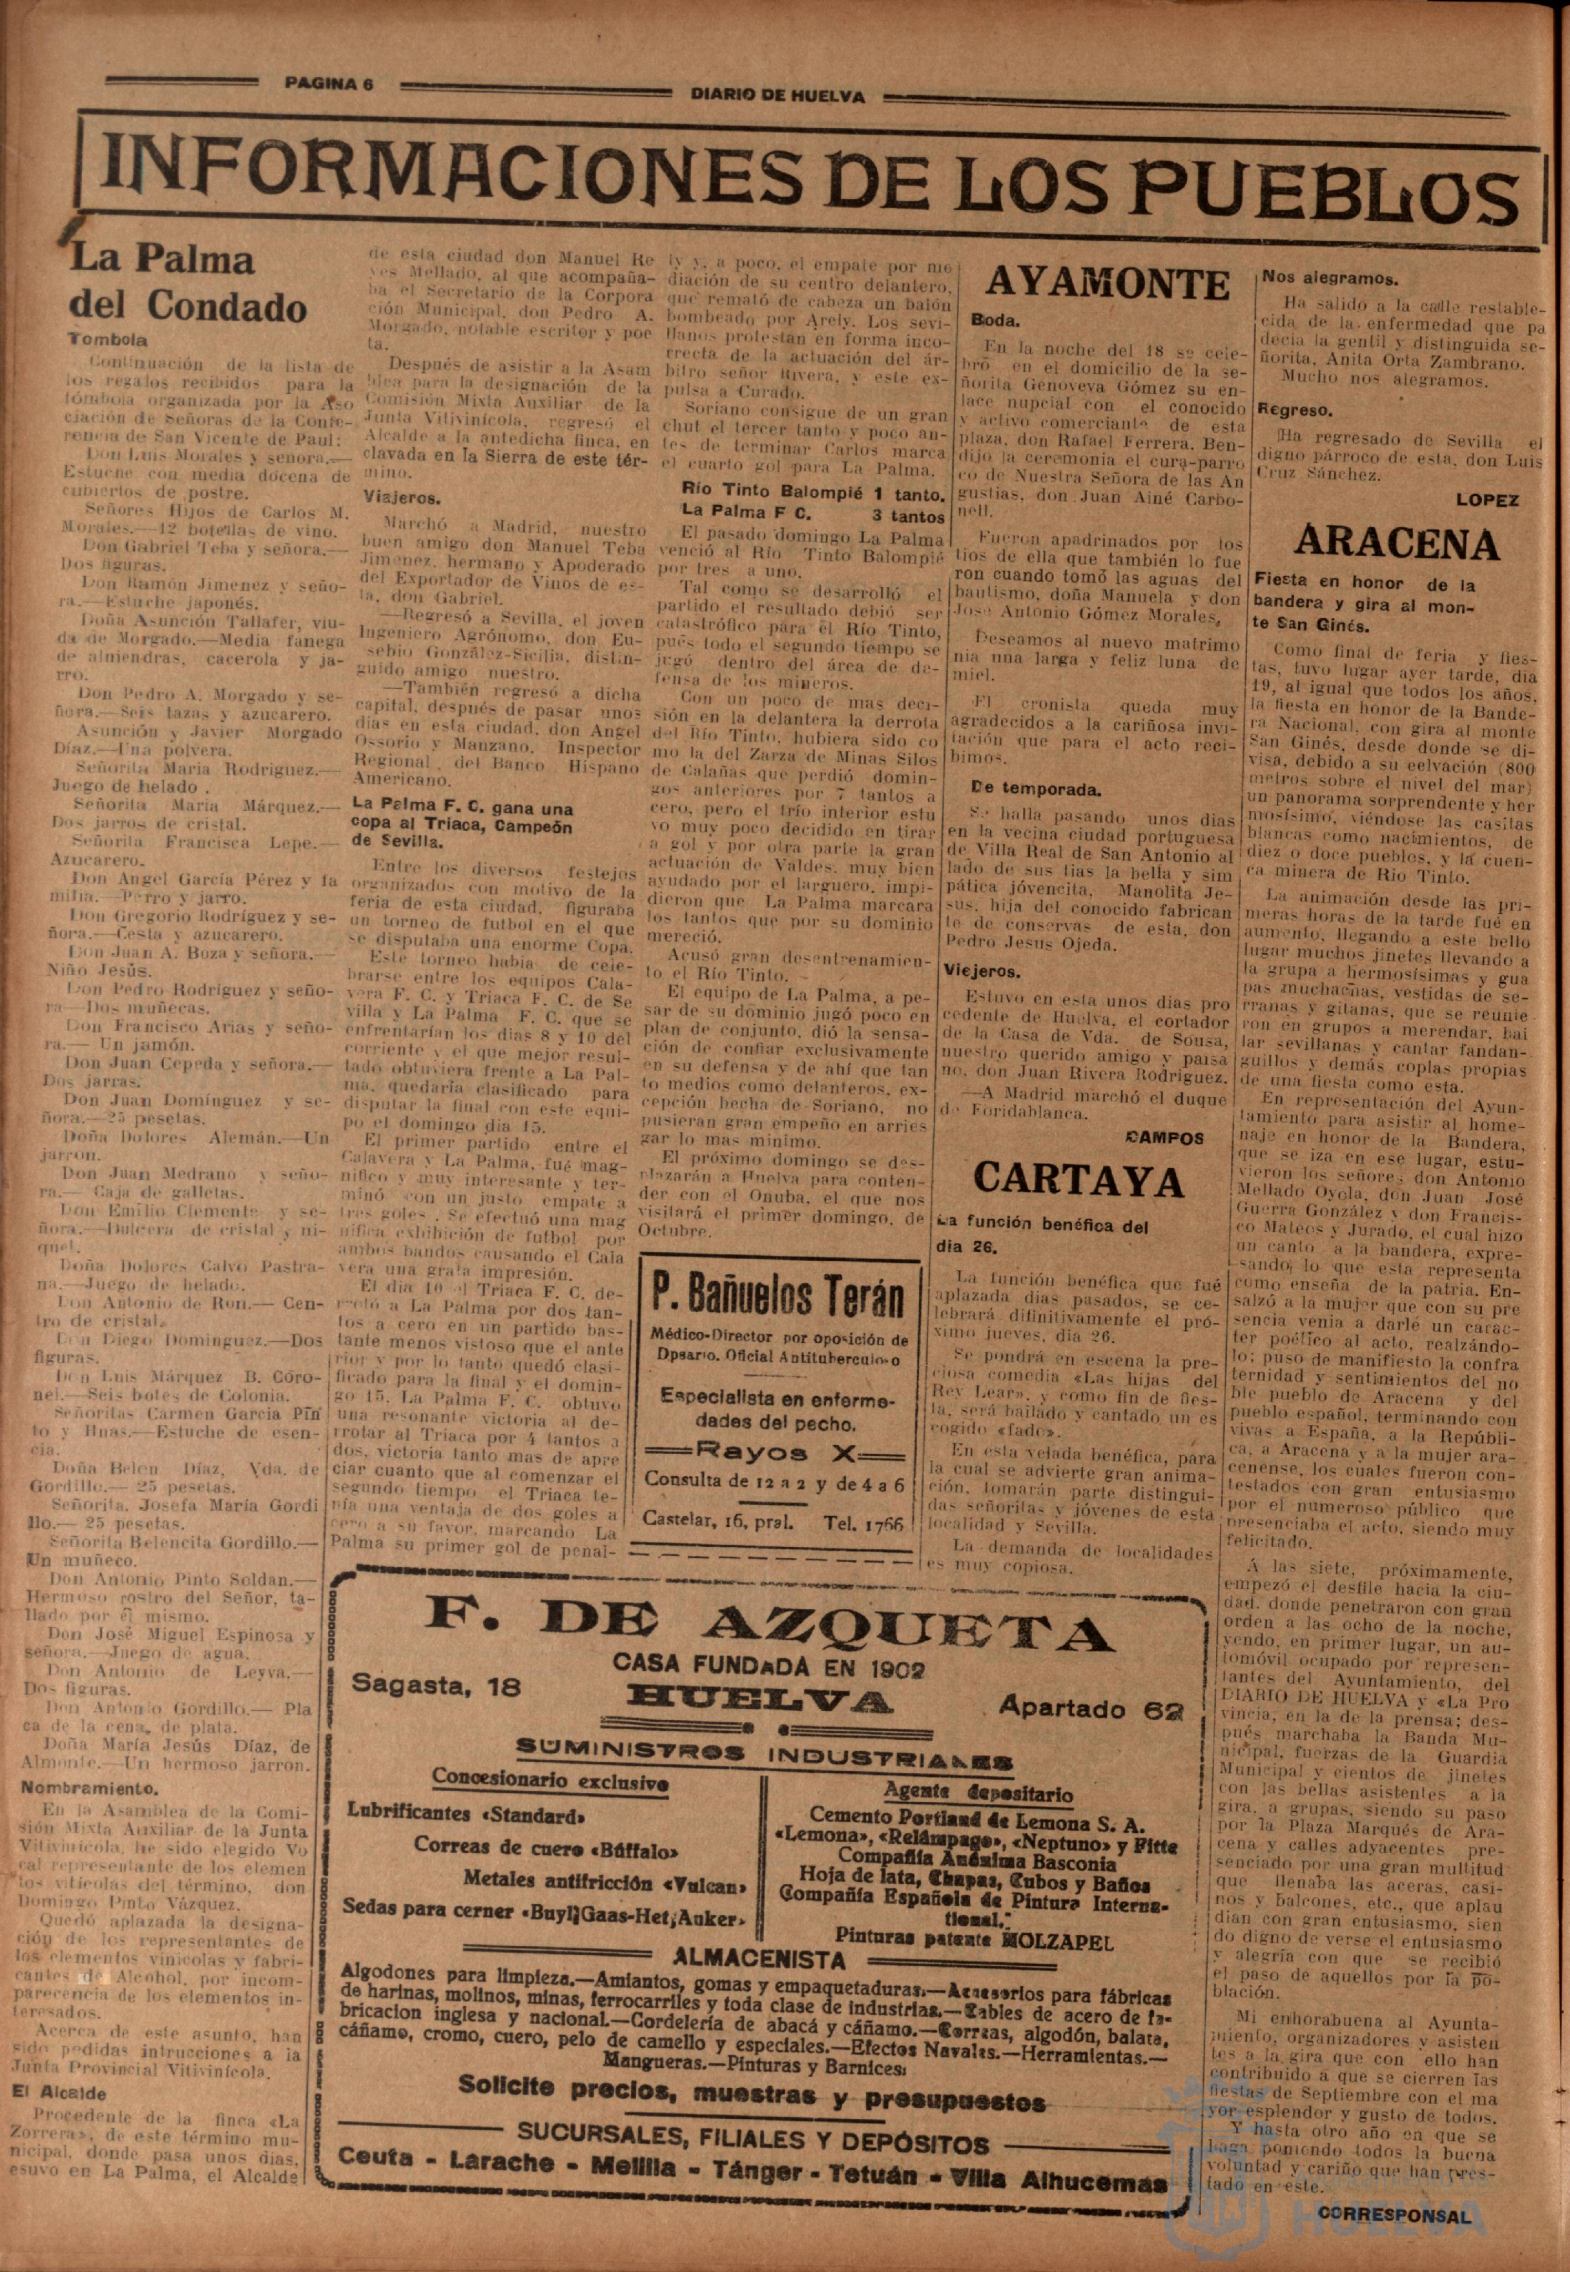 PAGINA 6
DIARIO DE HUELVA
INFORMACIONES DE LOS PUEBLOS
La Palma
del Condado
Tombola
Continuación de la lista de
los regalos recibidos para la
tómbola organizada por la Aso
ciación de Señoras de la Confe-
rencia de San Vicente de Paul:
Don Luis Morales y señora.—
Estuche con media docena de
cubiertos de postre.
Señores Hijos de Carlos M.
Morales.—12 botellas de vino.
Don Gabriel Teba y señora.—
Dos figuras.
Don Ramón Jimenez y seño-
ra.—Estuche japonés.
Doña Asunción Tallafer, viu-
da de Morgado.—Media fanega
de almendras, cacerola y ja-
rro.
Don Pedro A. Morgado y se-
ñora.—Seis tazas y azucarero.
Asunción y Javier Morgado
Díaz.—Una polvera.
Señorita Maria Rodriguez.—
Juego de helado .
Señorita Maria Márquez.—
Dos jarros de cristal.
Señorita Francisca Lepe.—
Azucarero.
Don Angel García Pérez y fa
milia.—Perro y jarro.
Don Gregorio Rodríguez y se-
ñora.—Cesta y azucarero.
Don Juan A. Boza y señora.—
Niño Jesús.
Don Pedro Rodríguez y seño-
ra—Dos muñecas.
Don Francisco Arias y seño-
ra.— Un jamón.
Don Juan Cepeda y señora.—
Dos jarras.
Don Juan Domínguez y se-
ñora.—25 pesetas.
Doña Dolores Alemán.—Un
jarrón.
Don Juan Medrano y seño-
ra.— Caja de galletas.
Don Emilio Clemente y se-
ñora.—Dulcera de cristal y ni-
quel.
Doña Dolores Calvo Pastra-
na.—Juego de helado.
Don Antonio de Ron.— Cen-
tro de cristal.
Don Diego Dominguez.—Dos
figuras.
Don Luis Márquez B. Coro-
nel.—Seis botes de Colonia.
Señoritas Carmen Garcia Pin
to y Huas.—Estuche de esen-
cia.
Doña Belen Díaz, Vda. de
Gordillo.— 25 pesetas.
Señorita Josefa María Gordi
llo.— 25 pesetas.
Señorita Belencita Gordillo.—
Un muñeco.
Don Antonio Pinto Soldan.—
Hermoso rostro del Señor, ta-
llado por él mismo.
Don José Miguel Espinosa y
señora.—Juego de agua.
Don Antonio de Leyva.—
Dos figuras.
Don Antonio Gordillo.— Pla
ca de la cena, de plata.
Doña María Jesús Díaz, de
Almonte.—Un hermoso jarron.
Nombramiento.
En la Asamblea de la Comi-
sión Mixta Auxiliar de la Junta
Vitivinícola, he sido elegido Vo
cal representante de los elemen
tos vitícolas del término, don
Domingo Pinto Vázquez.
Quedó aplazada la designa-
ción de los representantes de
los elementos vinicolas y fabri-
cantes de Alcohol, por incom-
parecencia de los elementos in-
teresados.
Acerca de este asunto, han
sido pedidas intrucciones a la
Junta Provincial Vitivinícola.
El Alcalde
Procedente de la finca «La
Zorrera», de este término mu-
nicipal, donde pasa unos dias,
esuvo en La Palma, el Alcalde
de esta ciudad don Manuel Re
yes Mellado, al que acompaña-
ba el Secretario de la Corpora
ción Municipal, don Pedro A.
Morgado, notable escritor y poe
ta.
Después de asistir a la Asam
blea para la designación de la
Comisión Mixta Auxiliar de la
Junta Vitivinícola, regresó el
Alcalde a la antedicha finca, en
clavada en la Sierra de este tér-
mino.
Viajeros.
Marchó a Madrid, nuestro
buen amigo don Manuel Teba
Jimenez, hermano y Apoderado
del Exportador de Vinos de es-
ta, don Gabriel.
—Regresó a Sevilla, el joven
Ingeniero Agrónomo, don Eu-
sebio González-Sicilia, distin-
guido amigo nuestro.
—También regresó a dicha
capital, después de pasar unos
dias en esta ciudad, don Angel
Ossorio y Manzano, Inspector
Regional del Banco Hispano
Americano.
La Palma F. C. gana una
copa al Triaca, Campeón
de Sevilla.
Entre los diversos festejos
organizados con motivo de la
feria de esta ciudad, figuraba
un torneo de futbol en el que
se disputaba una enorme Copa.
Este torneo habia de cele-
brarse entre los equipos Cala-
vera F. C. y Triaca F. C. de Se
villa y La Palma F. C. que se
enfrentarían los dias 8 y 10 del
corriente y el que mejor resul-
tado obtuviera frente a La Pal-
ma, quedaría clasificado para
disputar la final con este equi-
po el domingo dia 15.
El primer partido entre el
Calavera y La Palma, fué mag-
nifico y muy interesante y ter-
minó con un justo empate a
tres goles . Se efectuó una mag
nifica exhibición de futbol por
ambos bandos causando el Cala
vera una grata impresión.
El dia 10 el Triaca F. C. de-
rrotó a La Palma por dos tan-
tos a cero en un partido bas-
tante menos vistoso que el ante
rior y por lo tanto quedó clasi-
ficado para la final y el domin-
go 15, La Palma F. C. obtuvo
una resonante victoria al de-
rrotar al Triaca por 4 tantos a
dos, victoria tanto mas de apre
ciar cuanto que al comenzar el
segundo tiempo el Triaca te-
nía una ventaja de dos goles a
cero a su favor, marcando La
Palma su primer gol de penal-
ty y, a poco, el empate por me
diación de su centro delantero,
que remató de cabeza un balón
bombeado por Arely. Los sevi-
llanos protestan en forma inco-
rrecta de la actuación del ár-
bitro señor Rivera, y este ex-
pulsa a Curado.
Soriano consigue de un gran
chut el tercer tanto y poco an-
tes de terminar Carlos marca
el cuarto gol para La Palma.
Río Tinto Balompié 1 tanto.
La Palma F C. 3 tantos
El pasado domingo La Palma
venció al Río Tinto Balompié
por tres a uno.
Tal como se desarrolló el
partido el resultado debió ser
catastrófico para el Río Tinto,
pués todo el segundo tiempo se
jugó dentro del área de de-
fensa de los mineros.
Con un poco de mas deci-
sión en la delantera la derrota
del Río Tinto, hubiera sido co
mo la del Zarza de Minas Silos
de Calañas que perdió domin-
gos anteriores por 7 tantos a
cero, pero el trío interior estu
vo muy poco decidido en tirar
a gol y por otra parte la gran
actuación de Valdes, muy bien
ayudado por el larguero, impi-
dieron que La Palma marcara
los tantos que por su dominio
mereció.
Acusó gran desentrenamien-
to el Río Tinto.
El equipo de La Palma, a pe-
sar de su dominio jugó poco en
plan de conjunto, dió la sensa-
ción de confiar exclusivamente
en su defensa y de ahí que tan
to medios como delanteros, ex-
cepción hecha de Soriano, no
pusieran gran empeño en arries
gar lo mas minimo.
El próximo domingo se des-
plazarán a Huelva para conten-
der con el Onuba, el que nos
visitará el primer domingo, de
Octubre.
P. Bañuelos Terán
Médico-Director por oposición de
Dpsario. Oficial Antituberculoso
Especialista en enferme-
dades del pecho.
Rayos X
Consulta de 12 a 2 y de 4 a 6
Castelar, 16, pral. Tel. 1766
AYAMONTE
Boda.
En la noche del 18 se cele-
bró en el domicilio de la se-
ñorita Genoveva Gómez su en-
lace nupcial con el conocido
y activo comerciante de esta
plaza, don Rafael Ferrera. Ben-
dijo la ceremonia el cura-parro
co de Nuestra Señora de las An
gustias, don Juan Ainé Carbo-
nell.
Fueron apadrinados por los
tios de ella que también lo fue
ron cuando tomó las aguas del
bautismo, doña Manuela y don
Jose Antonio Gómez Morales,
Deseamos al nuevo matrimo
nia una larga y feliz luna de
miel.
El cronista queda muy
agradecidos a la cariñosa invi-
tación que para el acto reci-
bimos.
De temporada.
Se halla pasando unos dias
en la vecina ciudad portuguesa
de Villa Real de San Antonio al
lado de sus tias la bella y sim
pática jóvencita, Manolita Je-
sus, hija del conocido fabrican
te de conservas de esta, don
Pedro Jesus Ojeda.
Viejeros.
Estuvo en esta unos dias pro
cedente de Huelva, el cortador
de la Casa de Vda. de Sousa,
nuestro querido amigo y paisa
no, don Juan Rivera Rodriguez.
—A Madrid marchó el duque
de Foridablanca.
CAMPOS
CARTAYA
La función benéfica del
dia 26.
La función benéfica que fué
aplazada dias pasados, se ce-
lebrará difinitivamente el pró-
ximo jueves, dia 26.
Se pondrá en escena la pre-
ciosa comedia «Las hijas del
Rey Lear», y como fin de fies-
ta, será bailado y cantado un es
cogido «fado».
En esta velada benéfica, para
la cual se advierte gran anima-
ción, tomarán parte distingui-
das señoritas y jóvenes de esta
localidad y Sevilla.
La demanda de localidades
es muy copiosa.
Nos alegramos.
Ha salido a la calle restable-
cida de la enfermedad que pa
decía la gentil y distinguida se-
ñorita, Anita Orta Zambrano.
Mucho nos alegramos.
Regreso.
Ha regresado de Sevilla el
digno párroco de esta, don Luis
Cruz Sánchez.
LOPEZ
ARACENA
Fiesta en honor de la
bandera y gira al mon-
te San Ginés.
Como final de feria y fies-
tas, tuvo lugar ayer tarde, dia
19, al igual que todos los años,
la fiesta en honor de la Bande-
ra Nacional, con gira al monte
San Ginés, desde donde se di-
visa, debido a su eelvación (800
metros sobre el nivel del mar)
un panorama sorprendente y her
mosísimo, viéndose las casitas
blancas como nacimientos, de
diez o doce pueblos, y la cuen-
ca minera de Rio Tinto.
La animación desde las pri-
meras horas de la tarde fué en
aumento, llegando a este bello
lugar muchos jinetes llevando a
la grupa a hermosísimas y gua
pas muchachas, vestidas de se-
rranas y gitanas, que se reunie
ron en grupos a merendar, bai
lar sevillanas y cantar fandan-
guillos y demás coplas propias
de una fiesta como esta.
En representación del Ayun-
tamiento para asistir al home-
naje en honor de la Bandera,
que se iza en ese lugar, estu-
vieron los señores don Antonio
Mellado Oyola, don Juan José
Guerra González y don Francis-
co Mateos y Jurado, el cual hizo
un canto a la bandera, expre-
sando lo que esta representa
como enseña de la patria. En-
salzó a la mujer que con su pre
sencia venia a darle un carac-
ter poético al acto, realzándo-
lo; puso de manifiesto la confra
ternidad y sentimientos del no
ble pueblo de Aracena y del
pueblo español, terminando con
vivas a España, a la Repúbli-
ca, a Aracena y a la mujer ara-
cenense, los cuales fueron con-
testados con gran entusiasmo
por el numeroso público que
presenciaba el acto, siendo muy
felicitado.
A las siete, próximamente,
empezó el desfile hacia la ciu-
dad, donde penetraron con gran
orden a las ocho de la noche,
yendo, en primer lugar, un au-
tomóvil ocupado por represen-
tantes del Ayuntamiento, del
DIARIO DE HUELVA y «La Pro
vincia, en la de la prensa; des-
pués marchaba la Banda Mu-
nicipal, fuerzas de la Guardia
Municipal y cientos de jinetes
con las bellas asistentes a la
gira, a grupas, siendo su paso
por la Plaza Marqués de Ara-
cena y calles adyacentes pre-
senciado por una gran multitud
que llenaba las aceras, casi-
nos y balcones, etc., que aplau
dian con gran entusiasmo, sien
do digno de verse el entusiasmo
y alegría con que se recibió
el paso de aquellos por la po-
blación.
Mi enhorabuena al Ayunta-
miento, organizadores y asisten
tes a la gira que con ello han
contribuido a que se cierren las
fiestas de Septiembre con el ma
yor esplendor y gusto de todos.
Y hasta otro año en que se
haga poniendo todos la buena
voluntad y cariño que han pres-
tado en este.
CORRESPONSAL
F. DE AZQUETA
CASA FUNDADA EN 1902
Sagasta, 18
HUELVA
Apartado 62
SUMINISTROS INDUSTRIALES
Concesionario exclusivo
Lubrificantes «Standard»
Correas de cuero «Búffalo»
Metales antifricción «Vulcan»
Sedas para cerner «Buyl;Gaas-Het;Anker»
Agente depositario
Cemento Portland de Lemona S. A.
«Lemona», «Relámpago», «Neptuno» y Fitte
Compañía Anónima Basconia
Hoja de lata, Chapas, Cubos y Baños
Compañía Española de Pintura Interna-
tional.
Pinturas patente MOLZAPEL
ALMACENISTA
Algodones para limpieza.—Amiantos, gomas y empaquetaduras.—Accesorios para fábricas
de harinas, molinos, minas, ferrocarriles y toda clase de industrias.—Cables de acero de fa-
bricacion inglesa y nacional.—Cordelería de abacá y cáñamo.—Correas, algodón, balata,
cáñamo, cromo, cuero, pelo de camello y especiales.—Efectos Navales.—Herramientas.—
Mangueras.—Pinturas y Barnices.
Solicite precios, muestras y presupuestos
SUCURSALES, FILIALES Y DEPÓSITOS
Ceuta - Larache - Melilla - Tánger - Tetuán - Villa Alhucemas
HUELVA